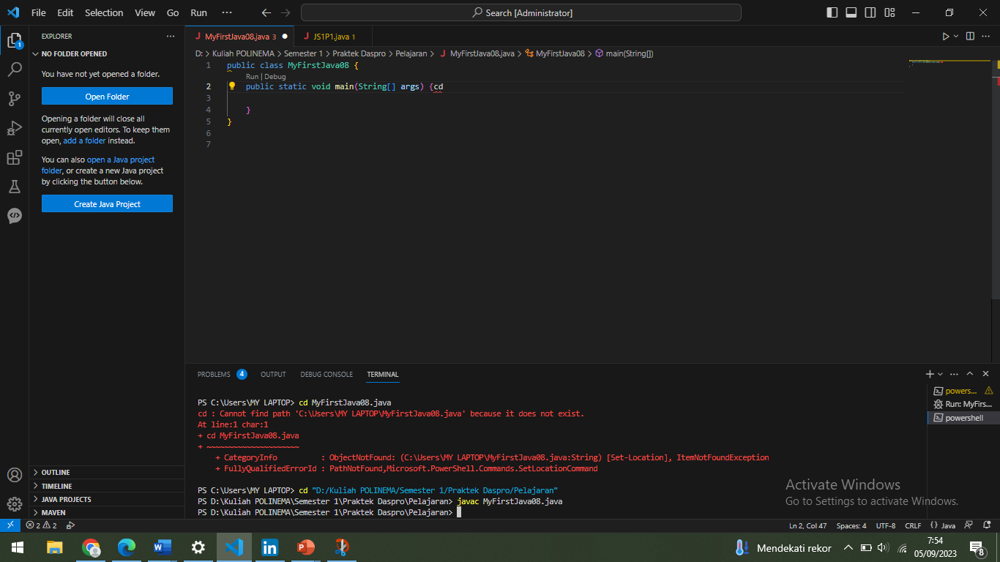 File Edit Selection View Go Run ··· Search [Administrator]
EXPLORER ···
NO FOLDER OPENED
You have not yet opened a folder.
Open Folder
Opening a folder will close all
currently open editors. To keep them
open, add a folder instead.
You can also open a Java project
folder, or create a new Java project
by clicking the button below.
Create Java Project
OUTLINE
TIMELINE
JAVA PROJECTS
MAVEN
1
MyFirstJava08.java 3
JS1P1.java 1
D: > Kuliah POLINEMA > Semester 1 > Praktek Daspro > Pelajaran > MyFirstJava08.java > MyFirstJava08 > main(String[])
1 public class MyFirstJava08 {
Run | Debug
2 public static void main(String[] args) {cd
3
4 }
5 }
6
7
PROBLEMS 4 OUTPUT DEBUG CONSOLE TERMINAL
PS C:\Users\MY LAPTOP> cd MyFirstJava08.java
cd : Cannot find path 'C:\Users\MY LAPTOP\MyFirstJava08.java' because it does not exist.
At line:1 char:1
+ cd MyFirstJava08.java
+ ~~~~~~~~~~~~~~~~~~~~~
+ CategoryInfo : ObjectNotFound: (C:\Users\MY LAPTOP\MyFirstJava08.java:String) [Set-Location], ItemNotFoundException
+ FullyQualifiedErrorId : PathNotFound,Microsoft.PowerShell.Commands.SetLocationCommand
PS C:\Users\MY LAPTOP> cd "D:/Kuliah POLINEMA/Semester 1/Praktek Daspro/Pelajaran"
PS D:\Kuliah POLINEMA\Semester 1\Praktek Daspro\Pelajaran> javac MyFirstJava08.java
PS D:\Kuliah POLINEMA\Semester 1\Praktek Daspro\Pelajaran>
powers...
Run: MyFirs...
powershell
Activate Windows
Go to Settings to activate Windows.
2 2
Ln 2, Col 47 Spaces: 4 UTF-8 CRLF {} Java
Mendekati rekor
7:54
05/09/2023
8